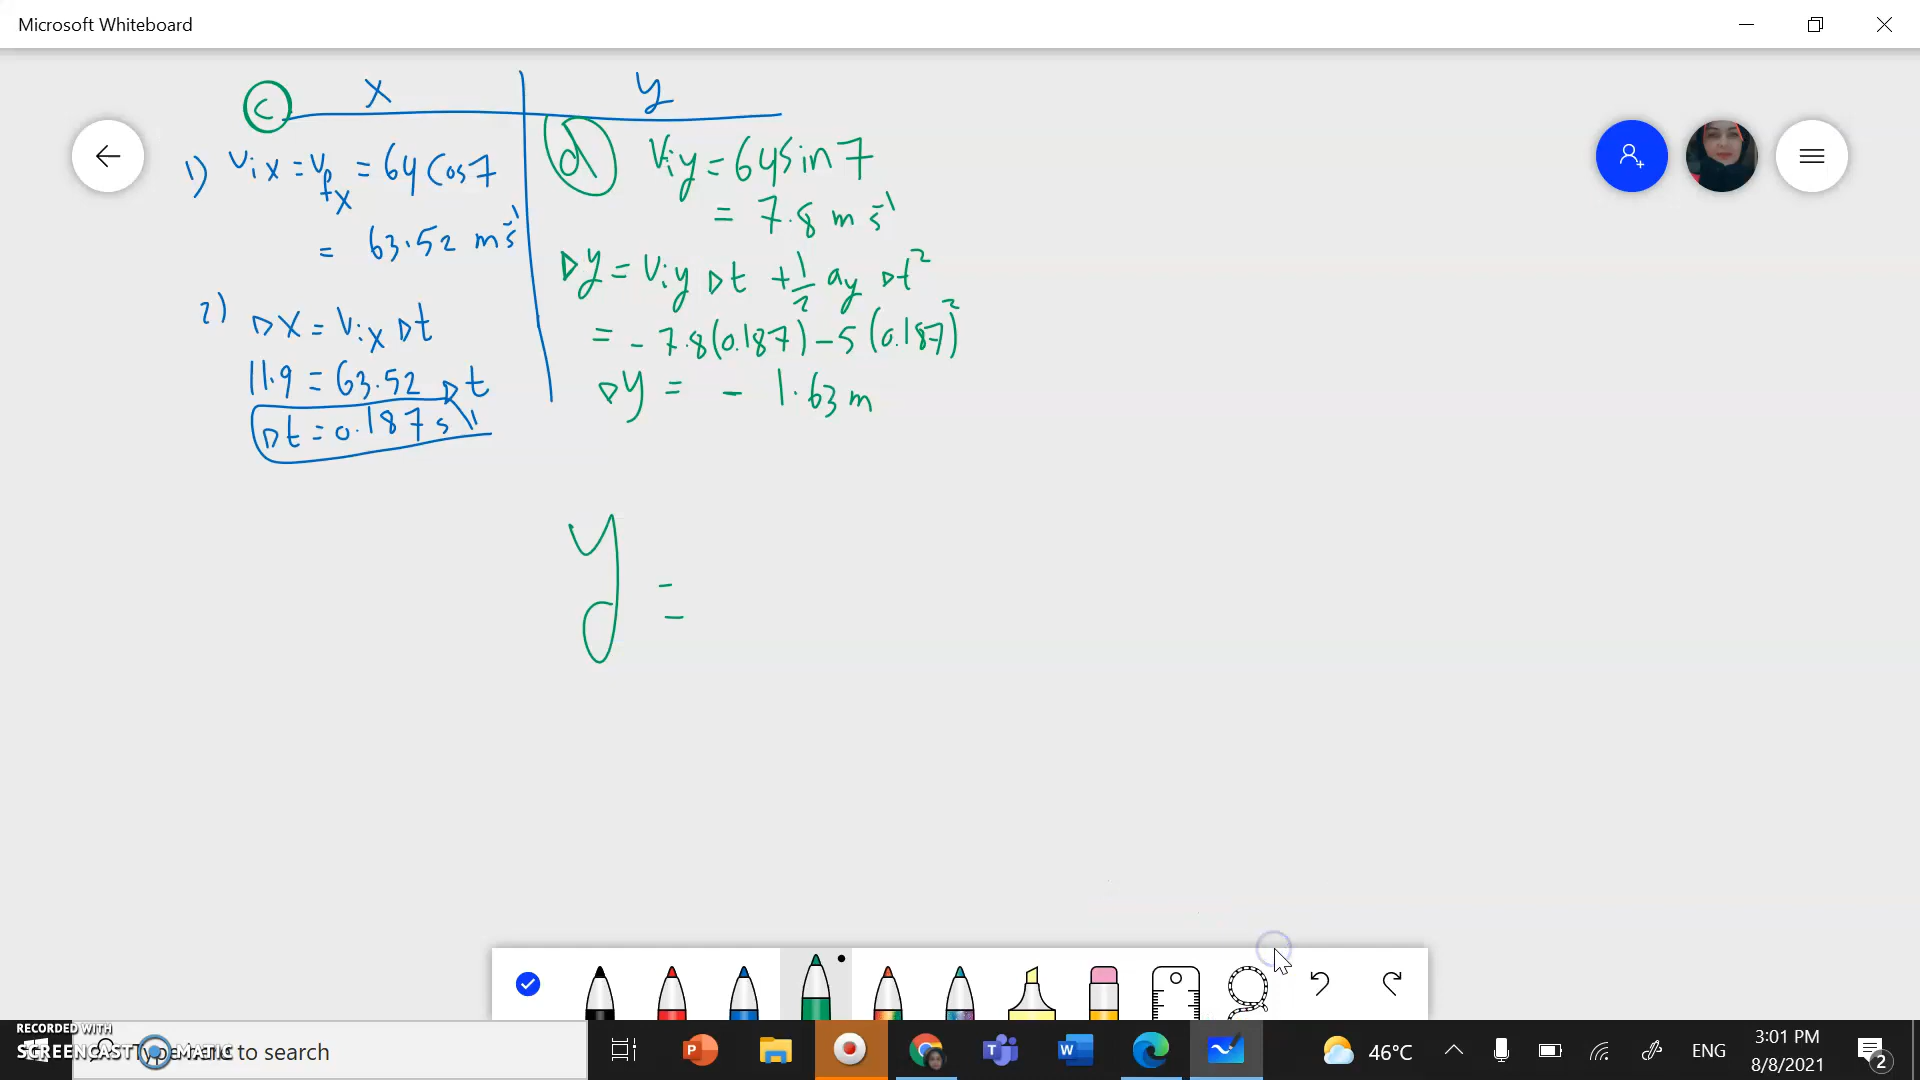 Microsoft Whiteboard
c x y
1) Vix = Vfx = 64 Cos7
= 63.52 ms⁻¹
2) Δx = Vix Δt
11.9 = 63.52 Δt
Δt = 0.187 s
d Viy = 64 Sin 7
= 7.8 m s⁻¹
Δy = Viy Δt + 1/2 ay Δt²
= - 7.8(0.187) - 5 (0.187)²
Δy = - 1.63 m
y =
RECORDED WITH
SCREENCAST MATIC
to search
46°C
ENG
3:01 PM
8/8/2021
2